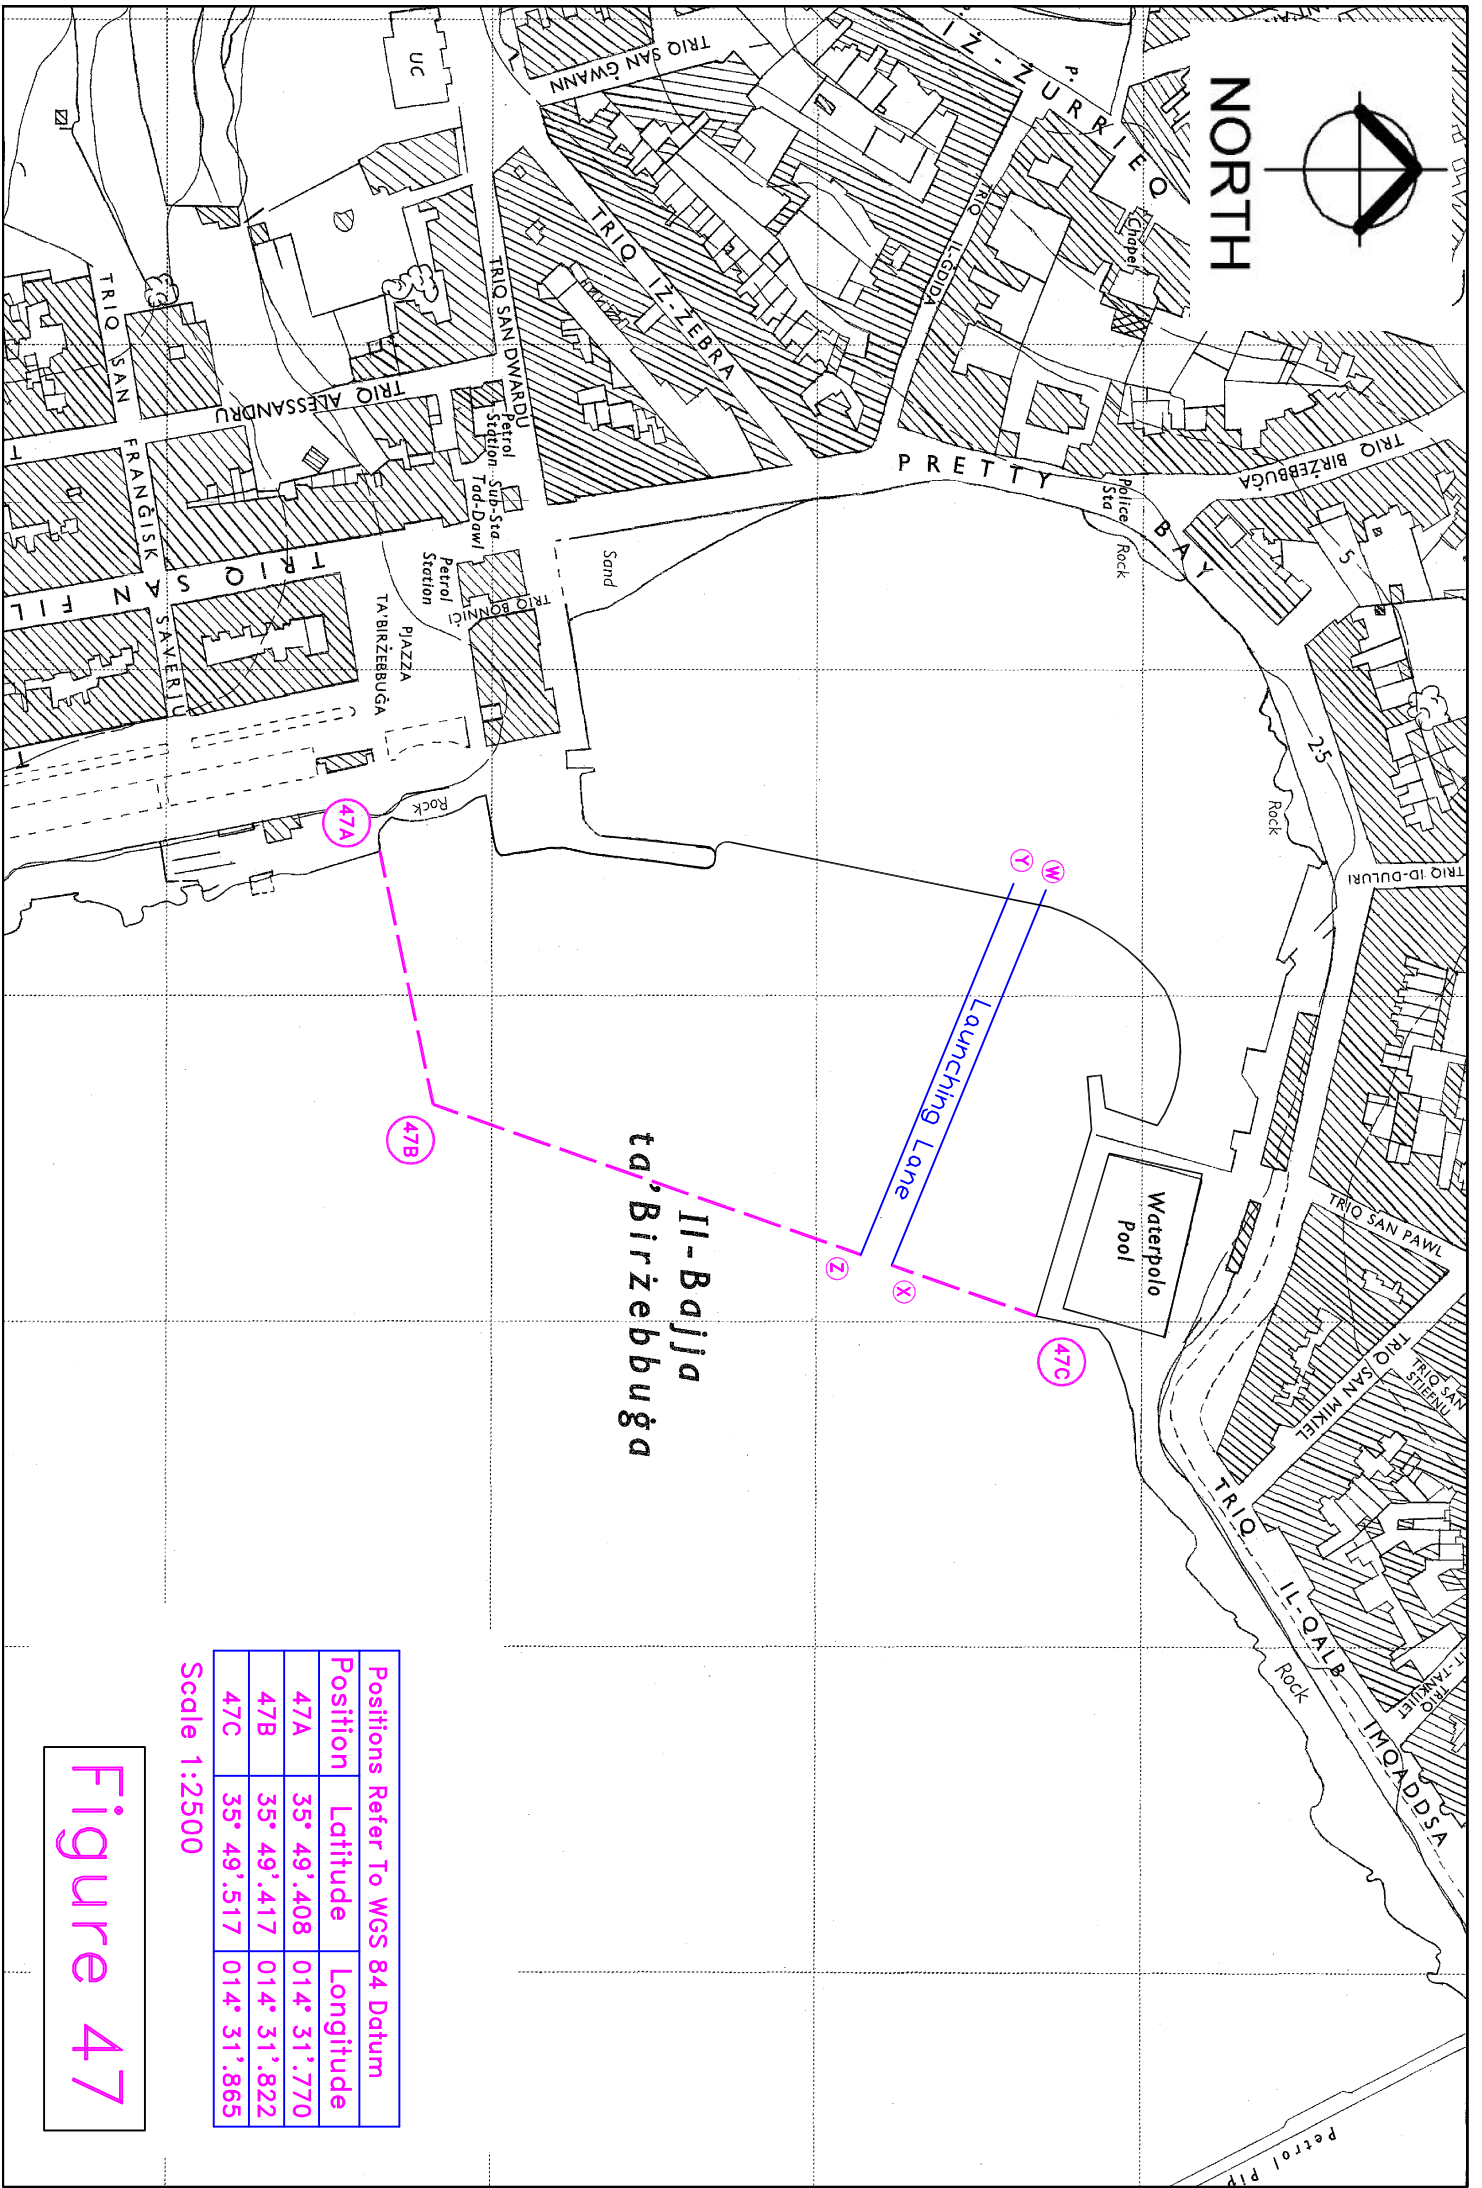 NORTH
IŻ-ŻURRIEQ
P.
TRIQ SAN ĠWANN
UC
Chapel
TRIQ IL-ĠDIDA
TRIQ IŻ-ŻEBRA
TRIQ SAN DWARDU
TRIQ ALESSANDRU
TRIQ SAN FRANĠISK SAVERJU
TRIQ SAN FIL
T
T
TRIQ BIRŻEBBUĠA
PRETTY BAY
Police
Sta
Rock
5
Petrol
Station
Sub-Sta
Tad-Dawl
Petrol
Station
TRIQ BONNIĊI
Sand
PJAZZA
TA'BIRŻEBBUĠA
25
Rock
Rock
TRIQ ID-DULURI
47A
47B
47C
W
Y
X
Z
Launching Lane
Waterpolo
Pool
Il-Bajja
ta'Birżebbuġa
TRIQ SAN PAWL
TRIQ SAN MIKIEL
TRIQ SAN
STIEFNU
TRIQ IL-QALB IMQADDSA
TRIQ
IT-TANKIJIET
Rock
Petrol Pip
Positions Refer To WGS 84 Datum
Position Latitude Longitude
47A 35° 49'.408 014° 31'.770
47B 35° 49'.417 014° 31'.822
47C 35° 49'.517 014° 31'.865
Scale 1:2500
Figure 47